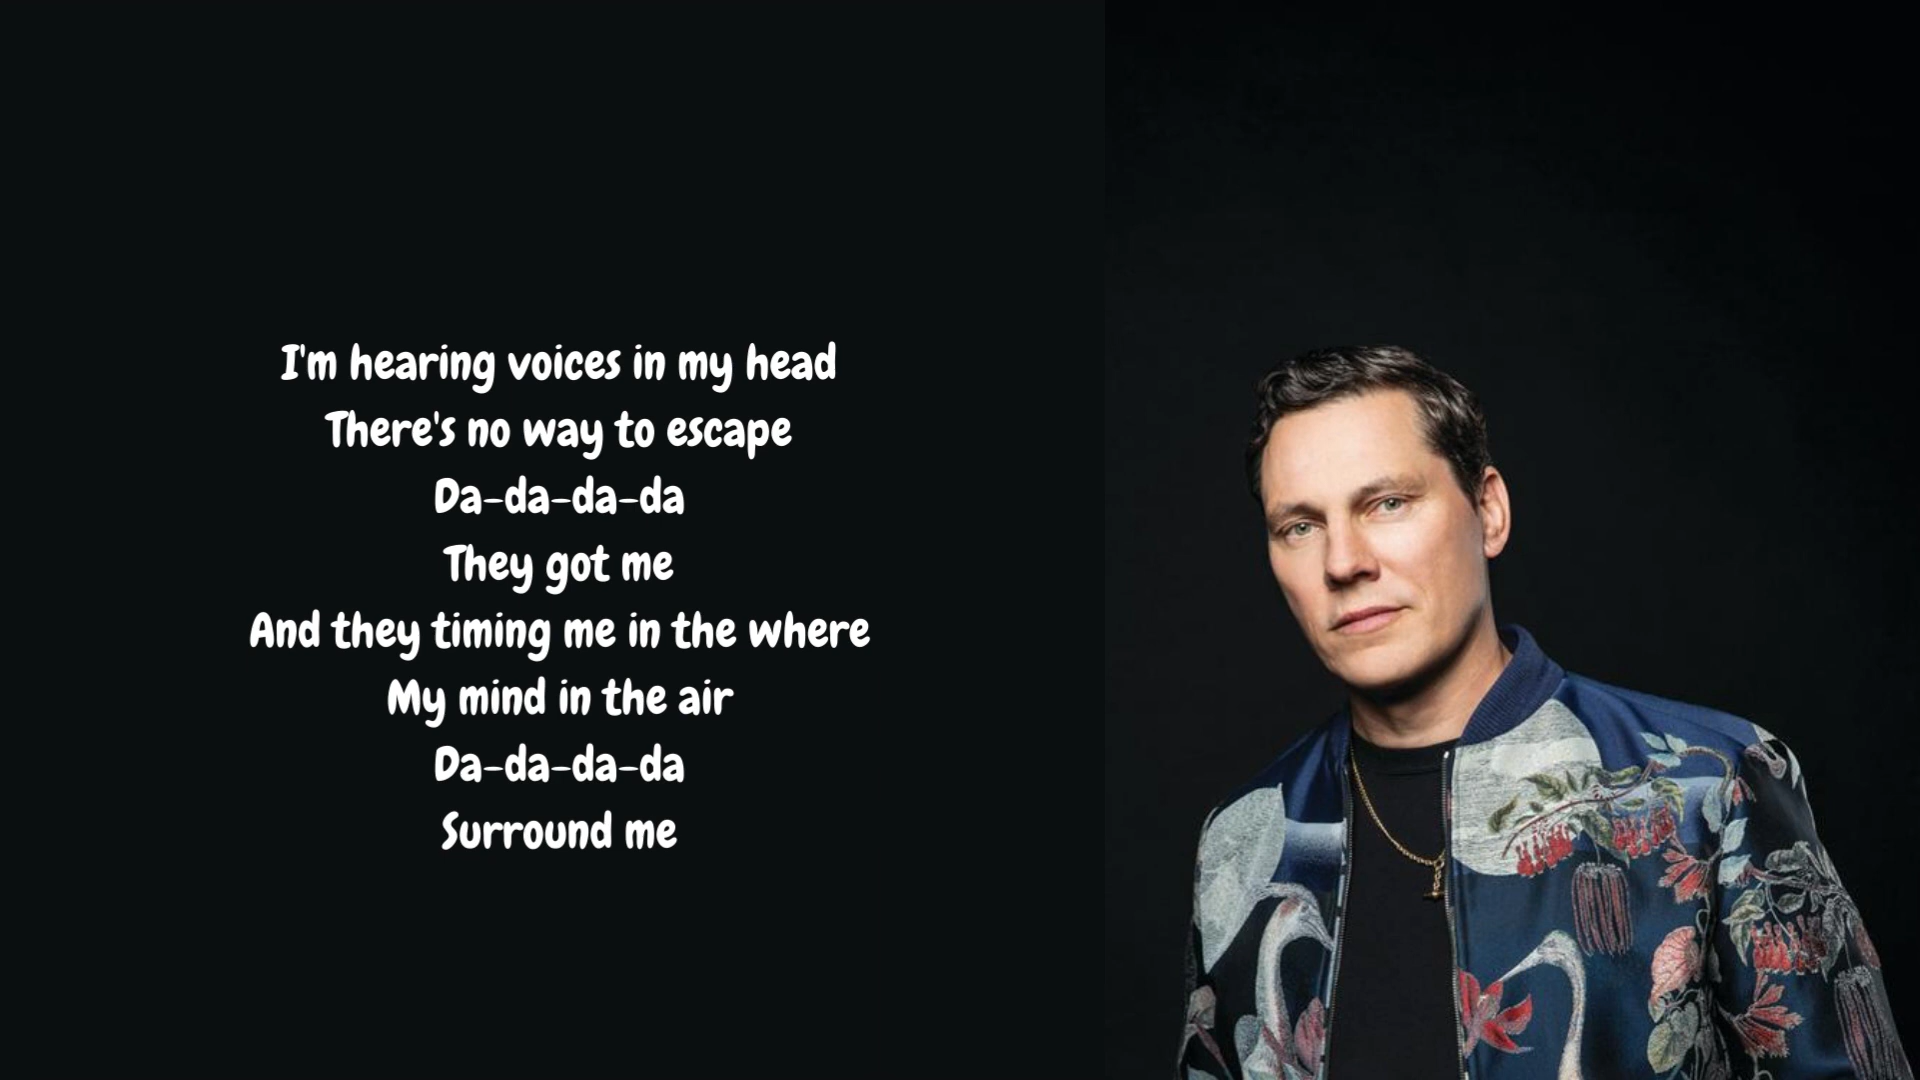 I'm hearing voices in my head
There's no way to escape
Da-da-da-da
They got me
And they timing me in the where
My mind in the air
Da-da-da-da
Surround me